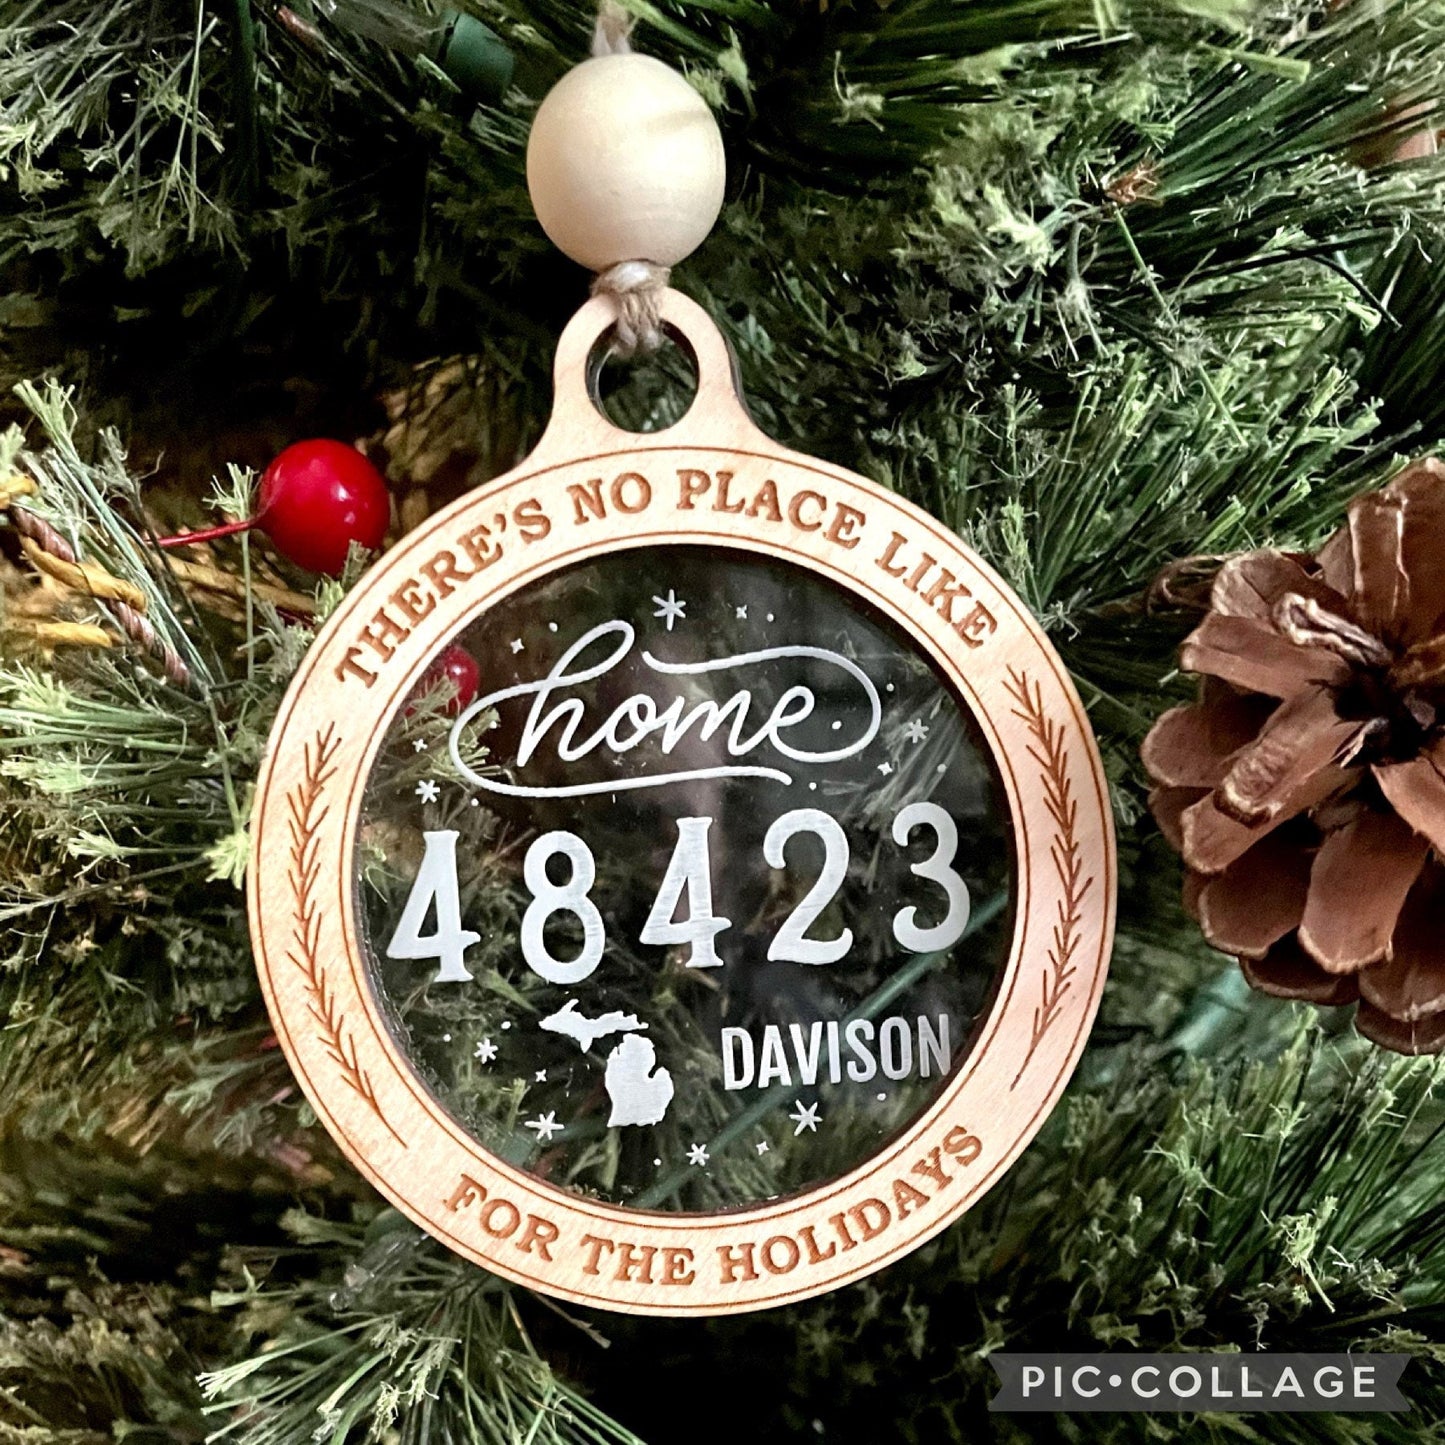 THERE'S NO PLACE LIKE
home.
48423
DAVISON
FOR THE HOLIDAYS
PIC•COLLAGE